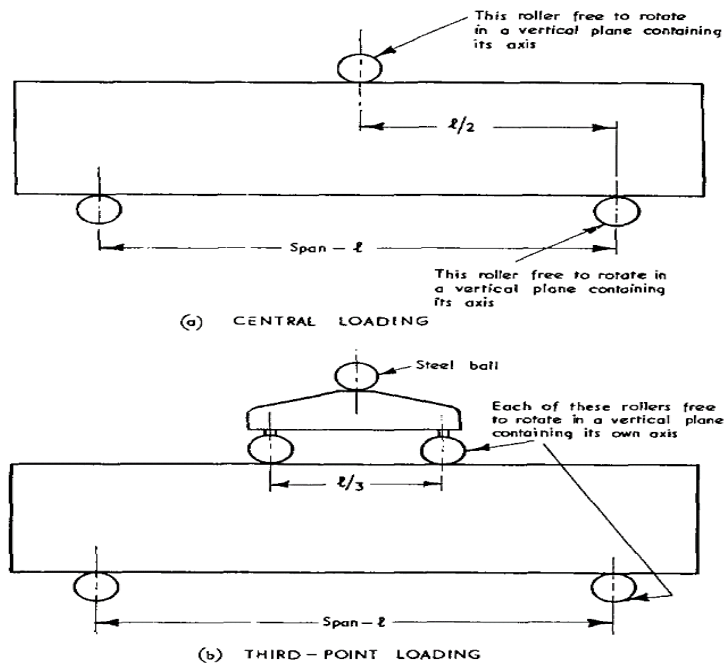 This roller free to rotate
in a vertical plane containing
its axis
ℓ/2
Span - ℓ
This roller free to rotate in
a vertical plane containing
its axis
(a) CENTRAL LOADING
Steel ball
Each of these rollers free
to rotate in a vertical plane
containing its own axis
ℓ/3
Span - ℓ
(b) THIRD - POINT LOADING